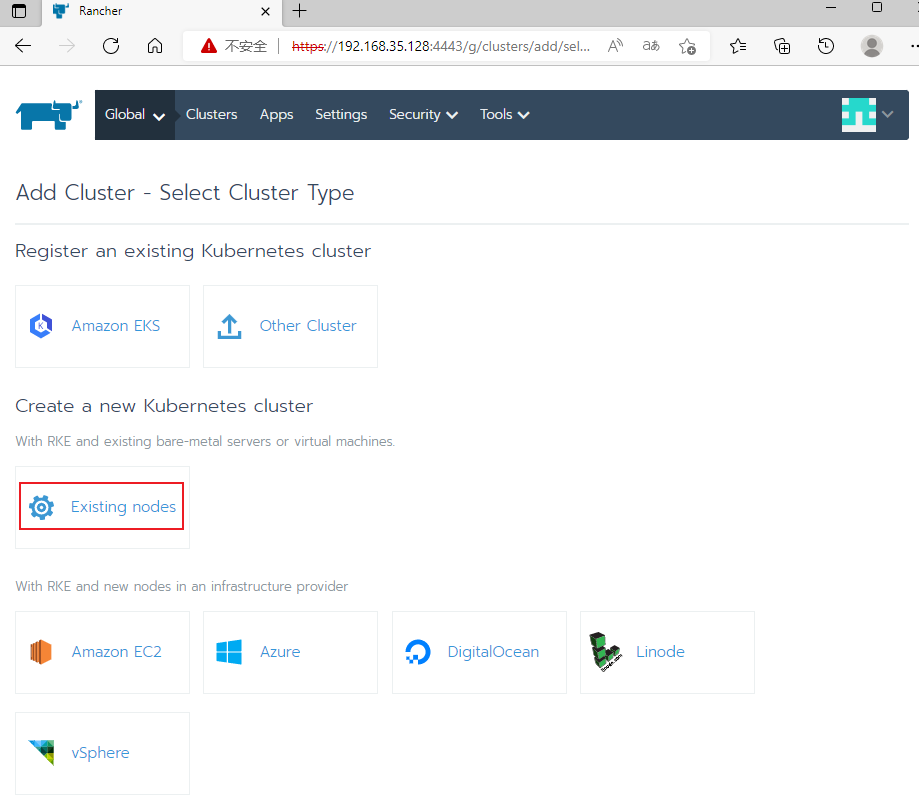 Rancher
不安全 https://192.168.35.128:4443/g/clusters/add/sel... A ああ
Global Clusters Apps Settings Security Tools
Add Cluster - Select Cluster Type
Register an existing Kubernetes cluster
Amazon EKS Other Cluster
Create a new Kubernetes cluster
With RKE and existing bare-metal servers or virtual machines.
Existing nodes
With RKE and new nodes in an infrastructure provider
Amazon EC2 Azure DigitalOcean Linode
vSphere